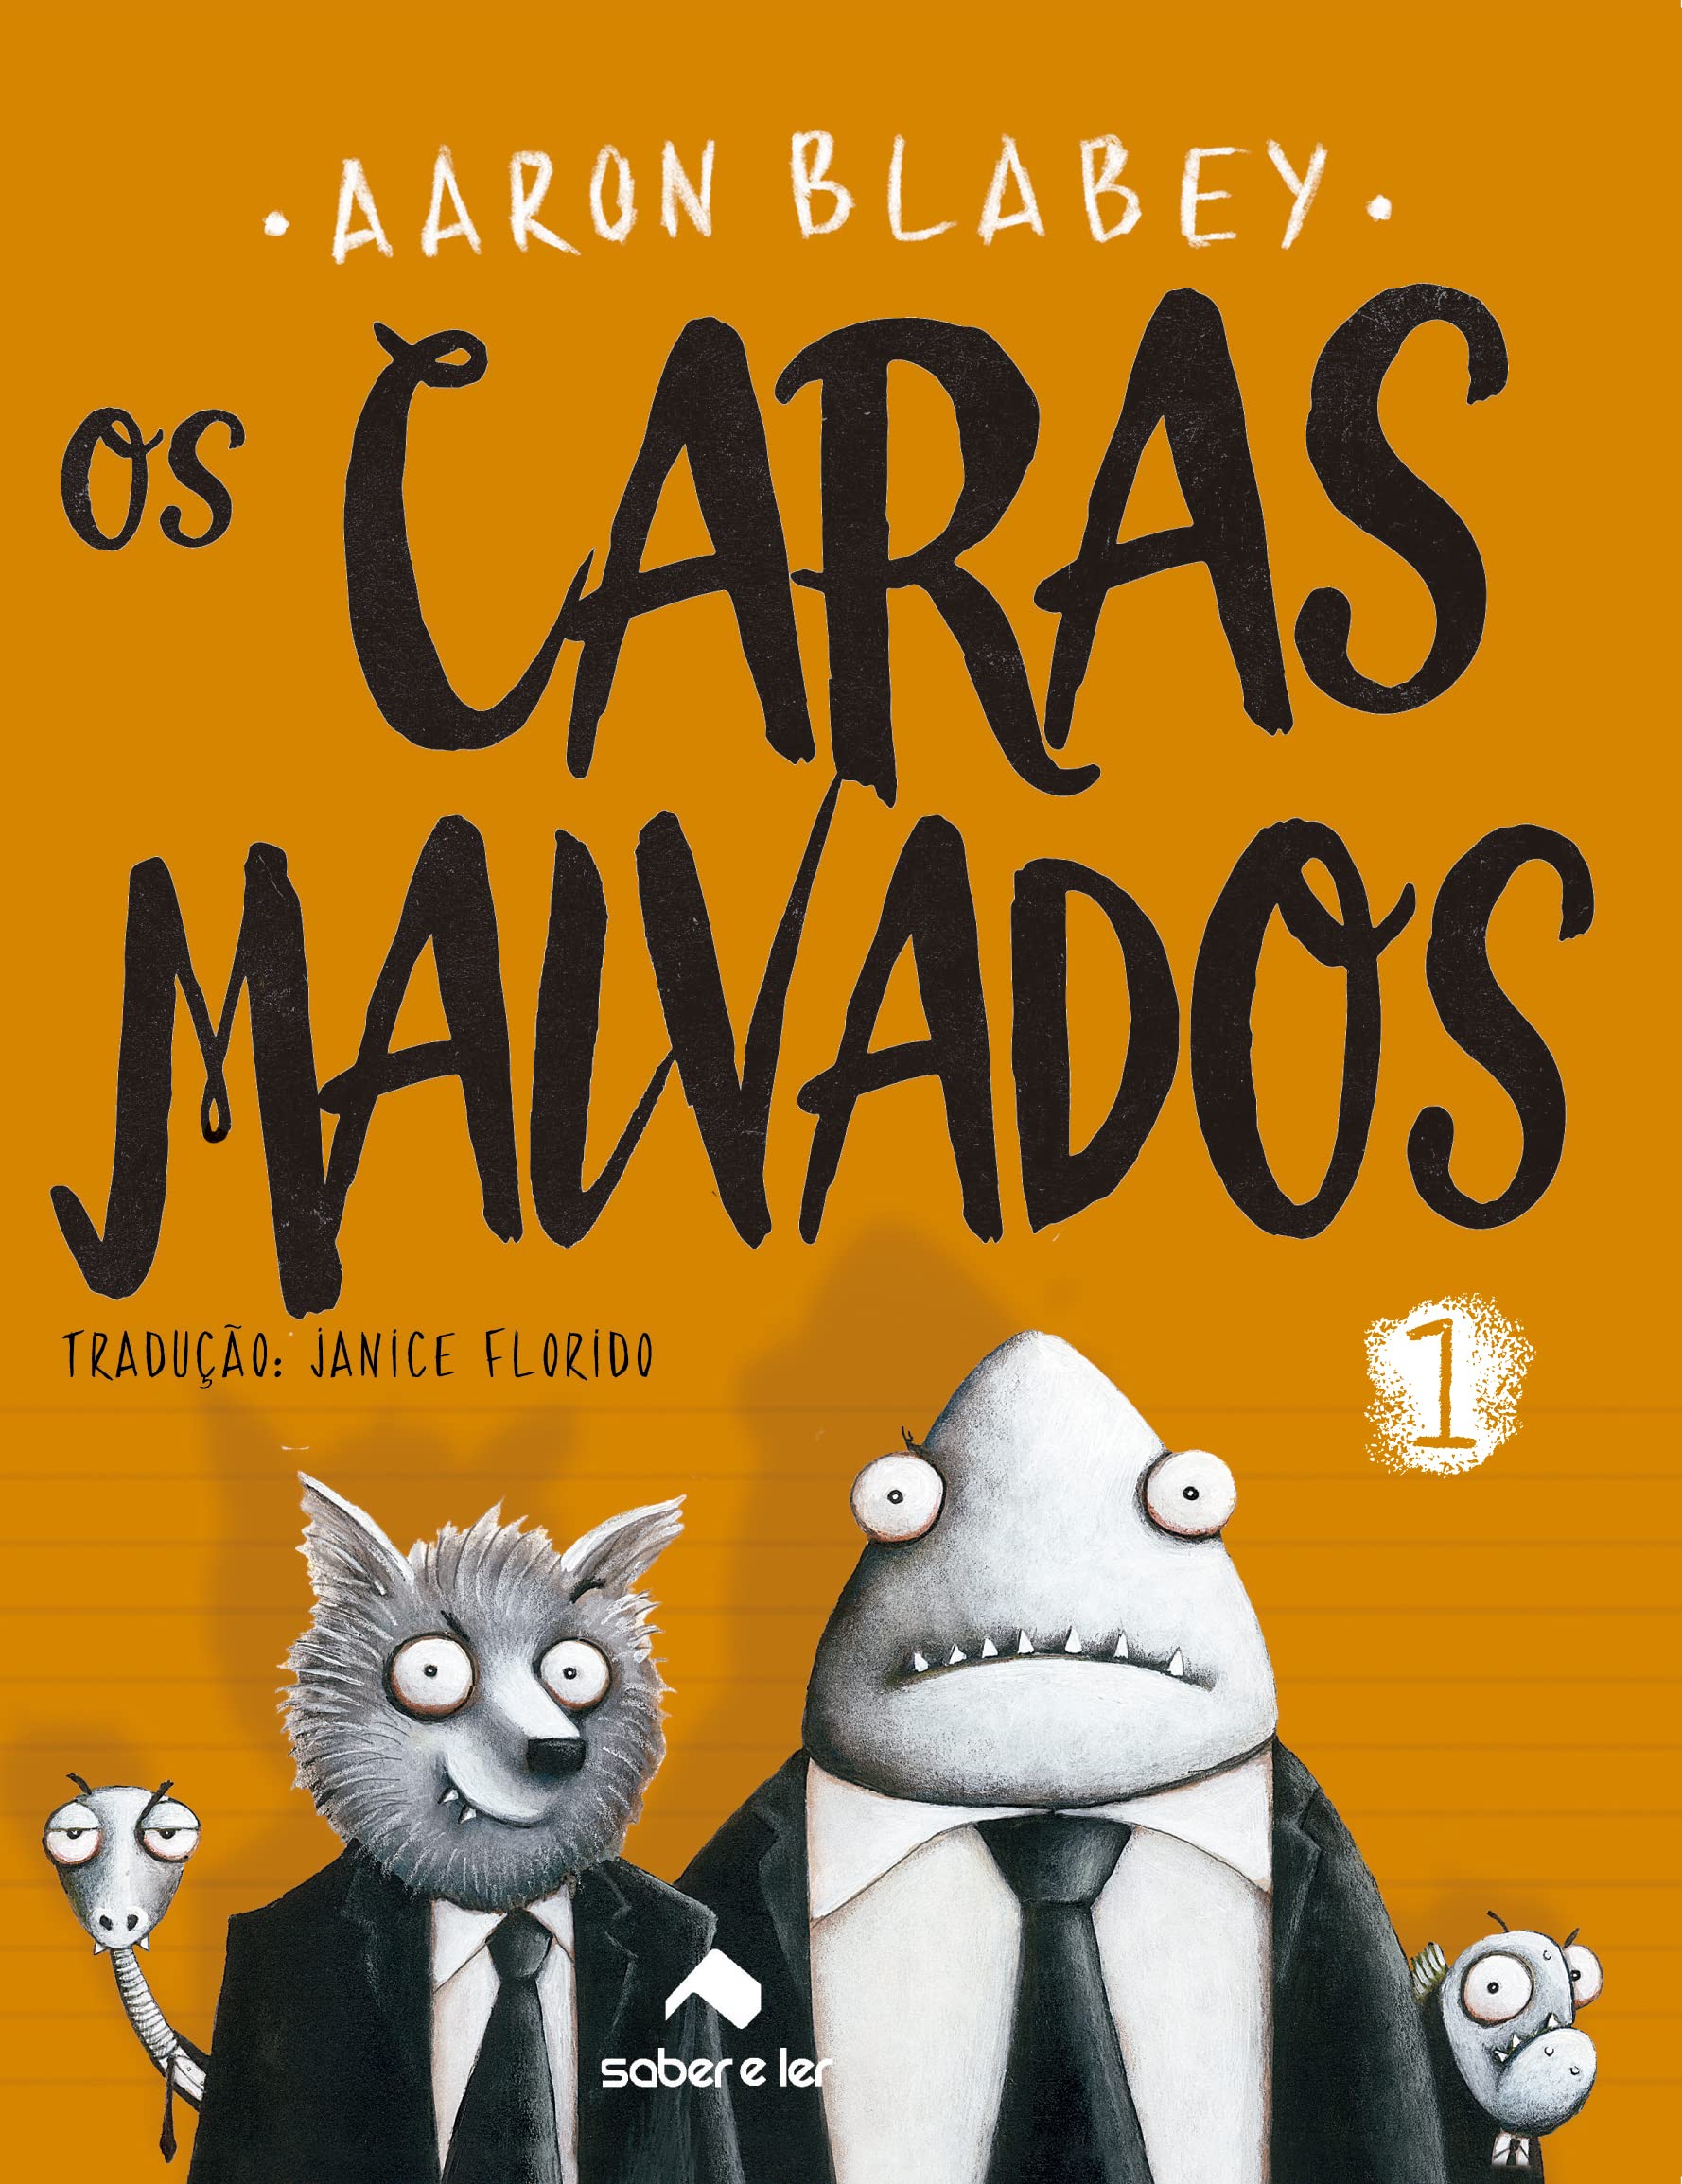 • AARON BLABEY •
OS CARAS
MALVADOS
TRADUÇÃO: JANICE FLORIDO
1
saber e ler